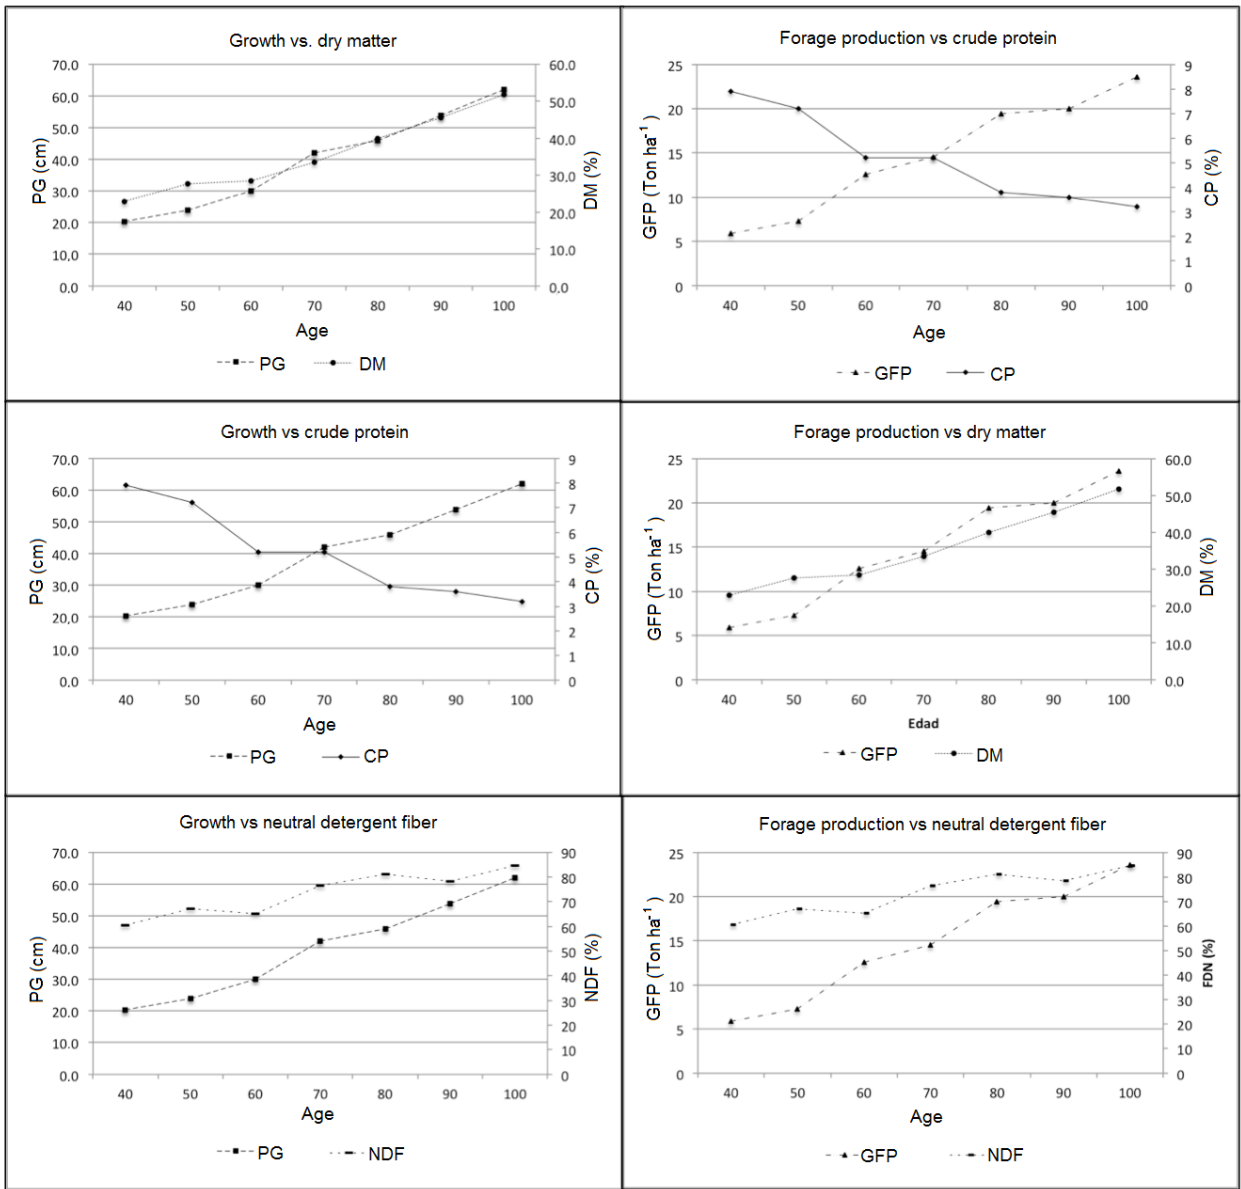 Growth vs. dry matter
70.0
60.0
50.0
40.0
30.0
20.0
10.0
0.0
PG (cm)
60.0
50.0
40.0
30.0
20.0
10.0
0.0
DM (%)
40 50 60 70 80 90 100
Age
PG DM
Forage production vs crude protein
25
20
15
10
5
0
GFP (Ton ha-1 )
9
8
7
6
5
4
3
2
1
0
CP (%)
40 50 60 70 80 90 100
Age
GFP CP
Growth vs crude protein
70.0
60.0
50.0
40.0
30.0
20.0
10.0
0.0
PG (cm)
9
8
7
6
5
4
3
2
1
0
CP (%)
40 50 60 70 80 90 100
Age
PG CP
Forage production vs dry matter
25
20
15
10
5
0
GFP (Ton ha-1 )
60.0
50.0
40.0
30.0
20.0
10.0
0.0
DM (%)
40 50 60 70 80 90 100
Edad
GFP DM
Growth vs neutral detergent fiber
70.0
60.0
50.0
40.0
30.0
20.0
10.0
0.0
PG (cm)
90
80
70
60
50
40
30
20
10
0
NDF (%)
40 50 60 70 80 90 100
Age
PG NDF
Forage production vs neutral detergent fiber
25
20
15
10
5
0
GFP (Ton ha-1 )
90
80
70
60
50
40
30
20
10
0
FDN (%)
40 50 60 70 80 90 100
Age
GFP NDF